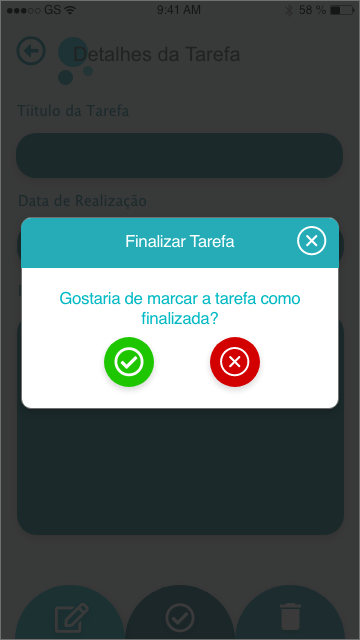 GS 9:41 AM 58 %
Detalhes da Tarefa
Tiitulo da Tarefa
Data de Realização
Finalizar Tarefa
Gostaria de marcar a tarefa como
finalizada?